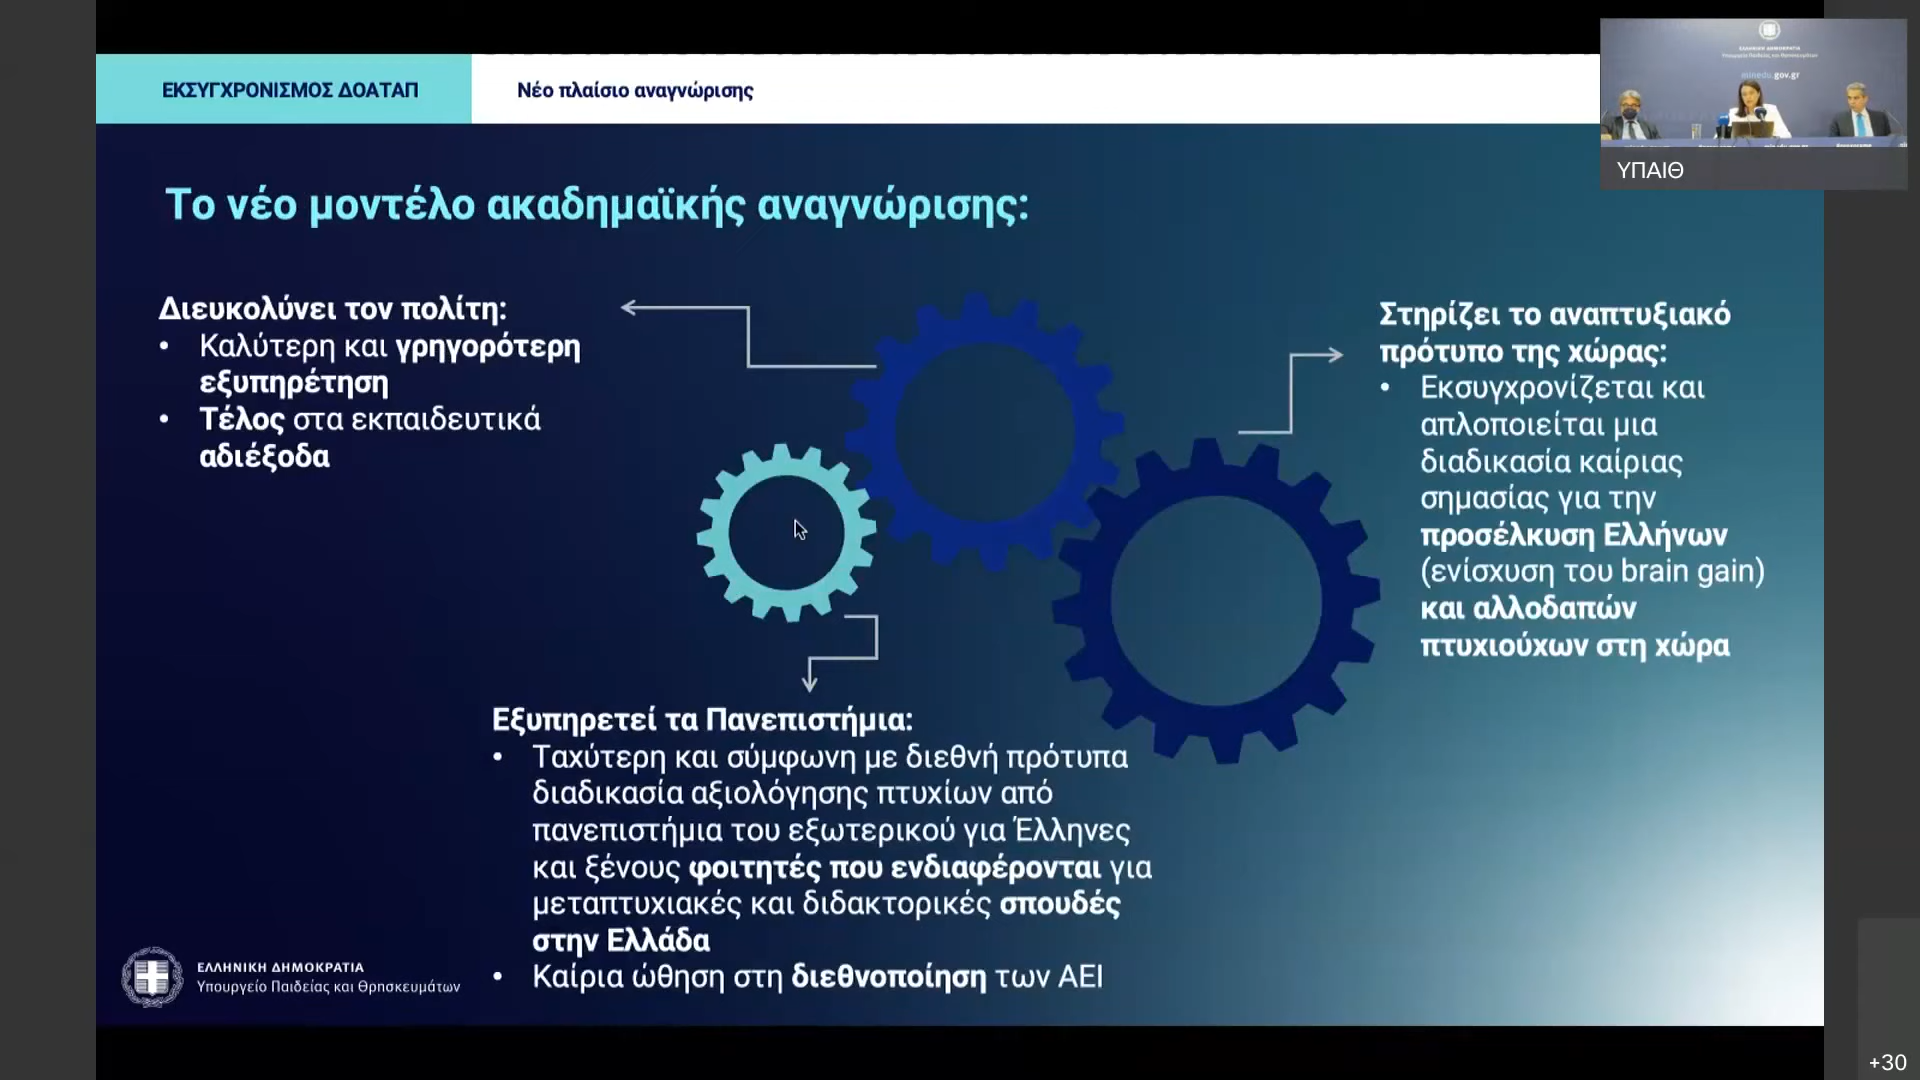 ΕΚΣΥΓΧΡΟΝΙΣΜΟΣ ΔΟΑΤΑΠ
Νέο πλαίσιο αναγνώρισης
minedu.gov.gr
ΥΠΑΙΘ
Το νέο μοντέλο ακαδημαϊκής αναγνώρισης:
Διευκολύνει τον πολίτη:
• Καλύτερη και γρηγορότερη
εξυπηρέτηση
• Τέλος στα εκπαιδευτικά
αδιέξοδα
Στηρίζει το αναπτυξιακό
πρότυπο της χώρας:
• Εκσυγχρονίζεται και
απλοποιείται μια
διαδικασία καίριας
σημασίας για την
προσέλκυση Ελλήνων
(ενίσχυση του brain gain)
και αλλοδαπών
πτυχιούχων στη χώρα
Εξυπηρετεί τα Πανεπιστήμια:
• Ταχύτερη και σύμφωνη με διεθνή πρότυπα
διαδικασία αξιολόγησης πτυχίων από
πανεπιστήμια του εξωτερικού για Έλληνες
και ξένους φοιτητές που ενδιαφέρονται για
μεταπτυχιακές και διδακτορικές σπουδές
στην Ελλάδα
• Καίρια ώθηση στη διεθνοποίηση των ΑΕΙ
ΕΛΛΗΝΙΚΗ ΔΗΜΟΚΡΑΤΙΑ
Υπουργείο Παιδείας και Θρησκευμάτων
+30